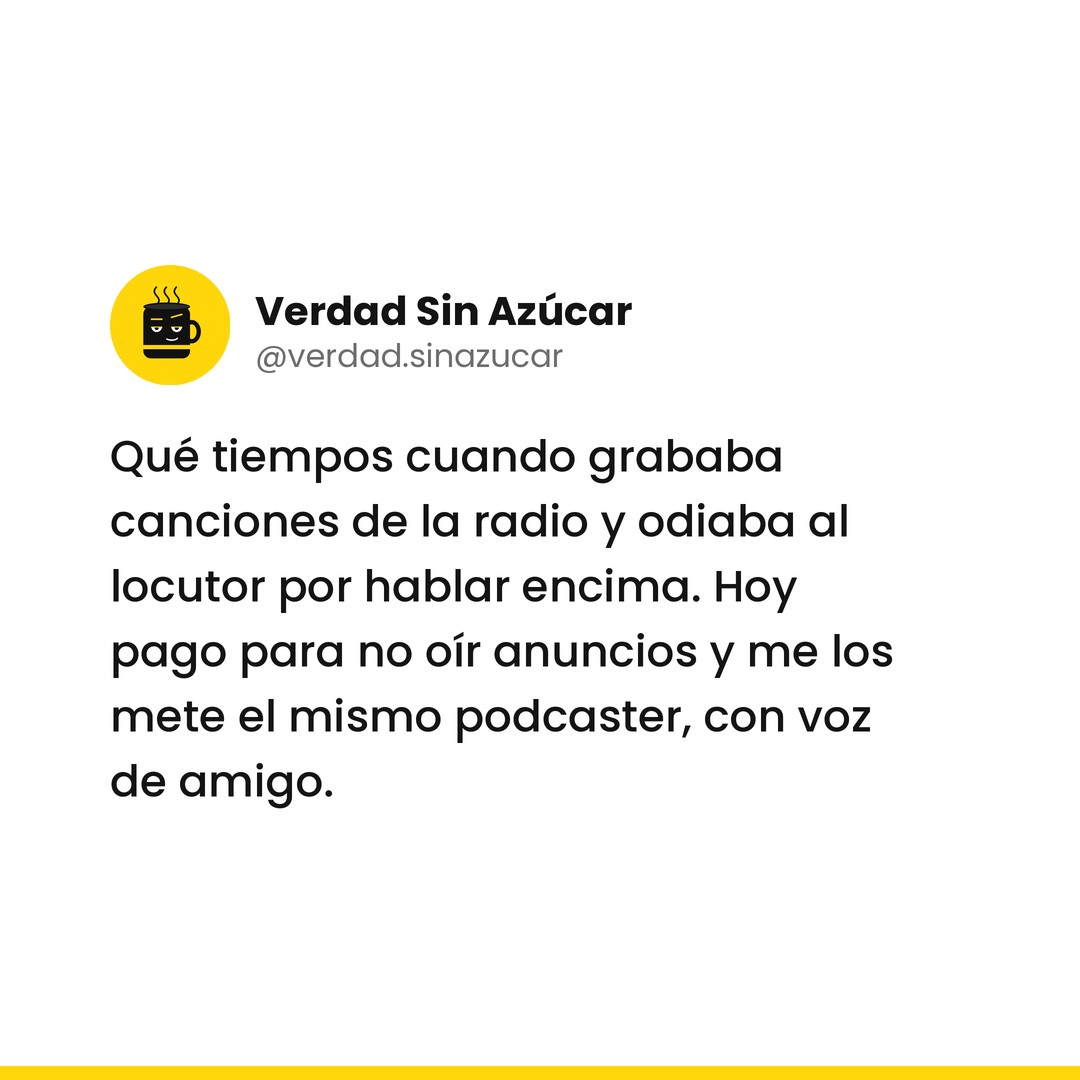 Verdad Sin Azúcar
@verdad.sinazucar
Qué tiempos cuando grababa
canciones de la radio y odiaba al
locutor por hablar encima. Hoy
pago para no oír anuncios y me los
mete el mismo podcaster, con voz
de amigo.